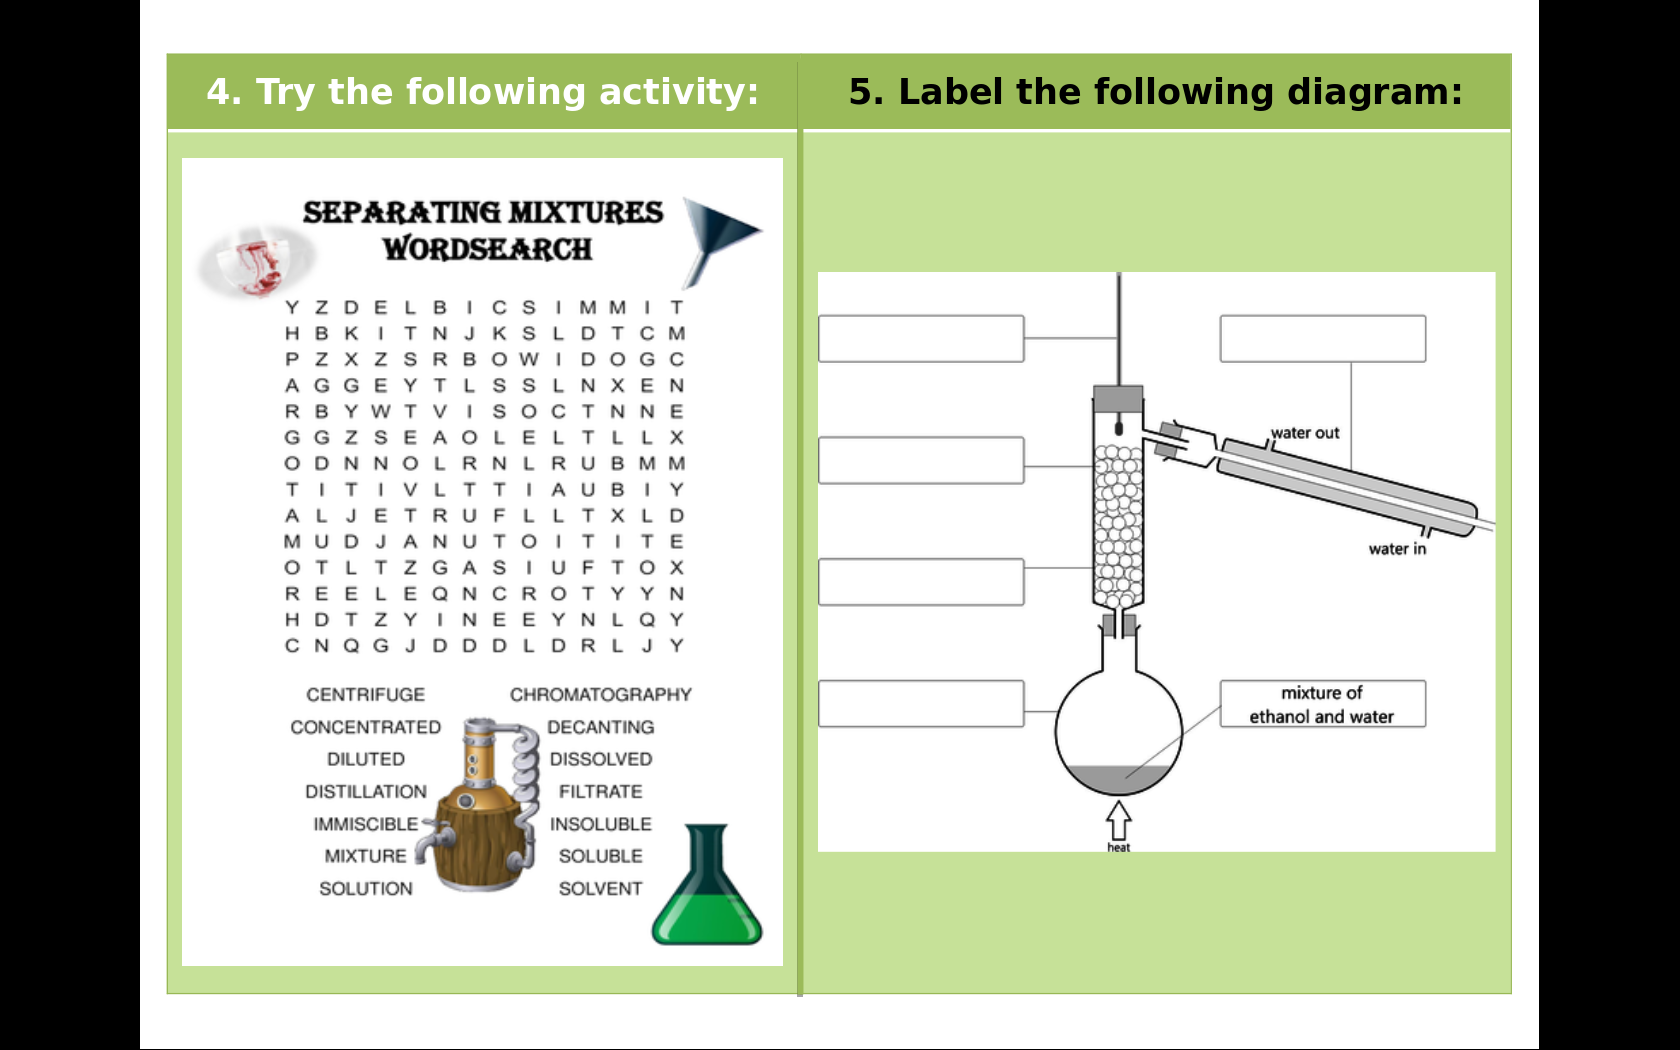 4. Try the following activity:
SEPARATING MIXTURES
WORDSEARCH
Y Z D E L B I C S I M M I T
H B K I T N J K S L D T C M
P Z X Z S R B O W I D O G C
A G G E Y T L S S L N X E N
R B Y W T V I S O C T N N E
G G Z S E A O L E L T L L X
O D N N O L R N L R U B M M
T I T I V L T T I A U B I Y
A L J E T R U F L L T X L D
M U D J A N U T O I T I T E
O T L T Z G A S I U F T O X
R E E L E Q N C R O T Y Y N
H D T Z Y I N E E Y N L Q Y
C N Q G J D D D L D R L J Y
CENTRIFUGE CHROMATOGRAPHY
CONCENTRATED DECANTING
DILUTED DISSOLVED
DISTILLATION FILTRATE
IMMISCIBLE INSOLUBLE
MIXTURE SOLUBLE
SOLUTION SOLVENT
5. Label the following diagram:
water out
water in
mixture of
ethanol and water
heat